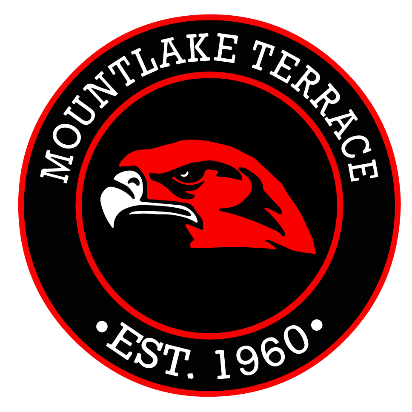 MOUNTLAKE TERRACE
• EST. 1960 •